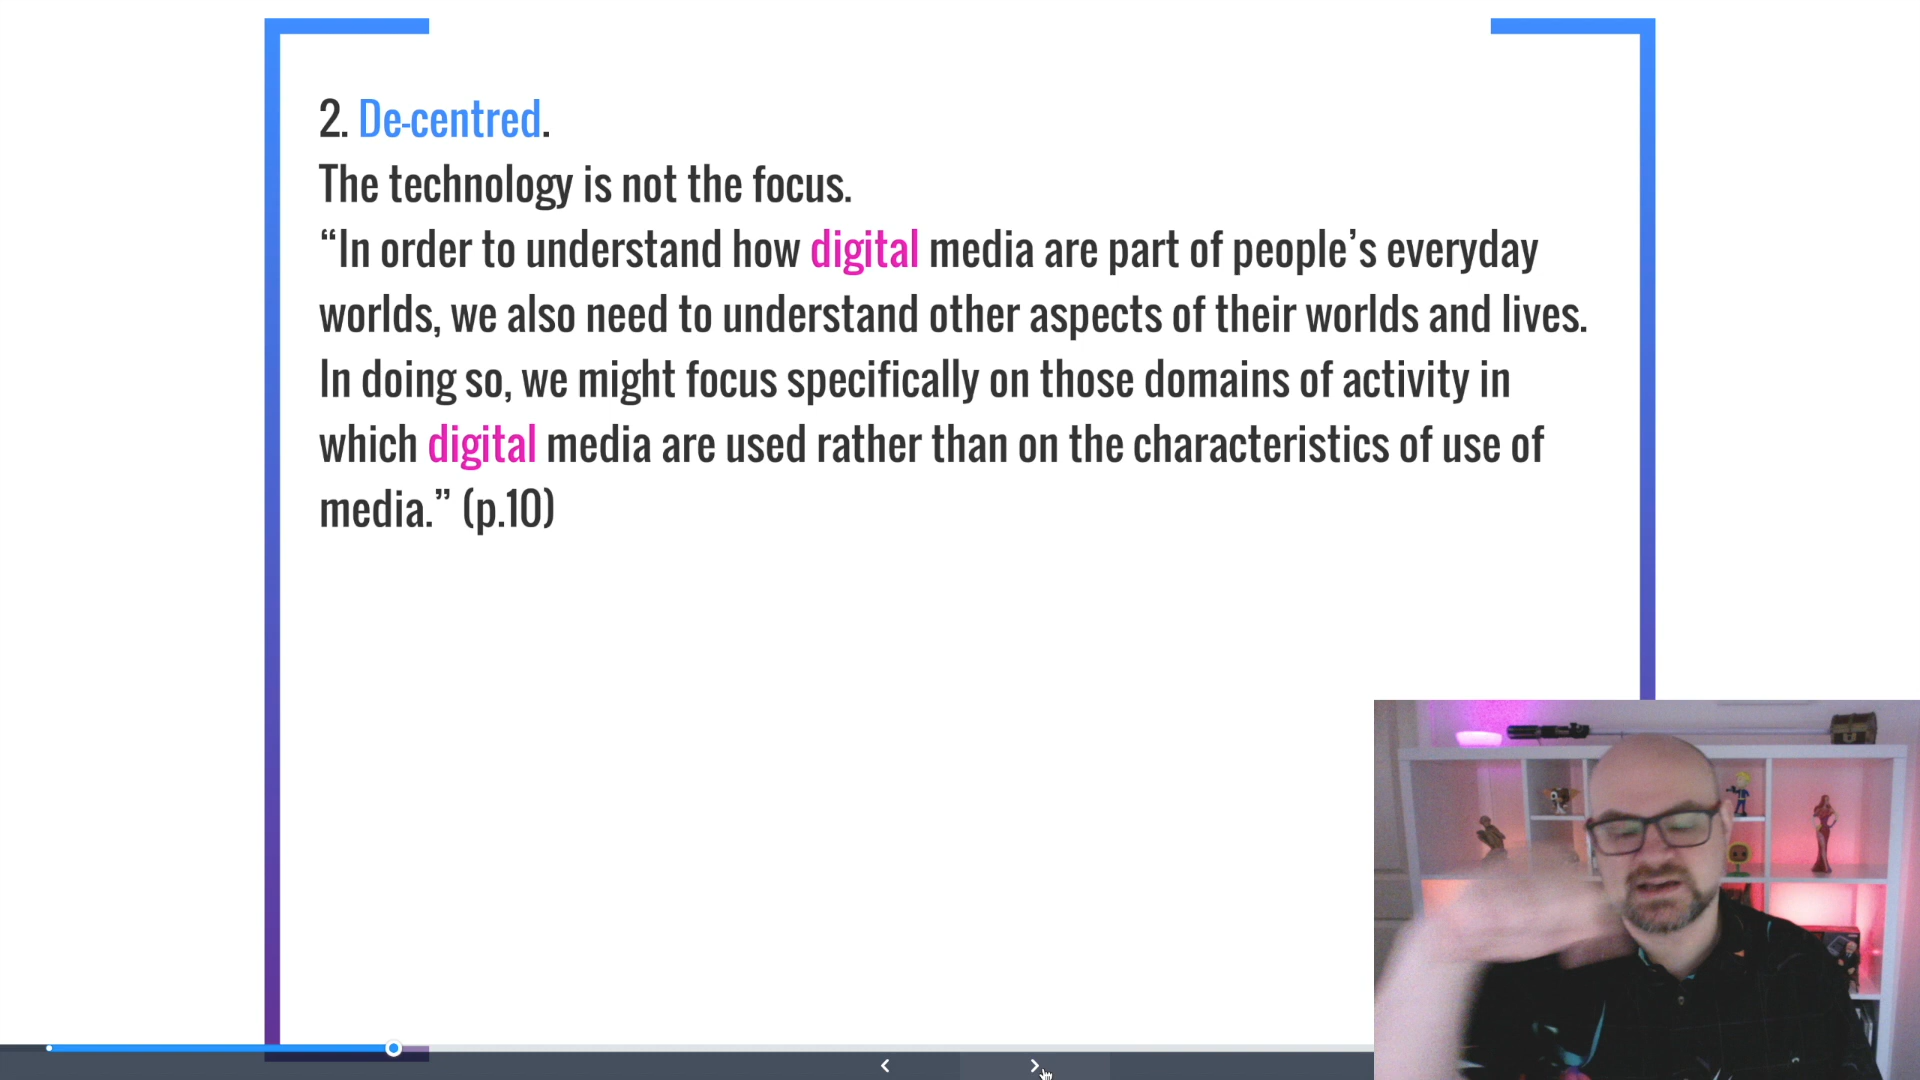 2. De-centred.
The technology is not the focus.
“In order to understand how digital media are part of people’s everyday
worlds, we also need to understand other aspects of their worlds and lives.
In doing so, we might focus specifically on those domains of activity in
which digital media are used rather than on the characteristics of use of
media.” (p.10)